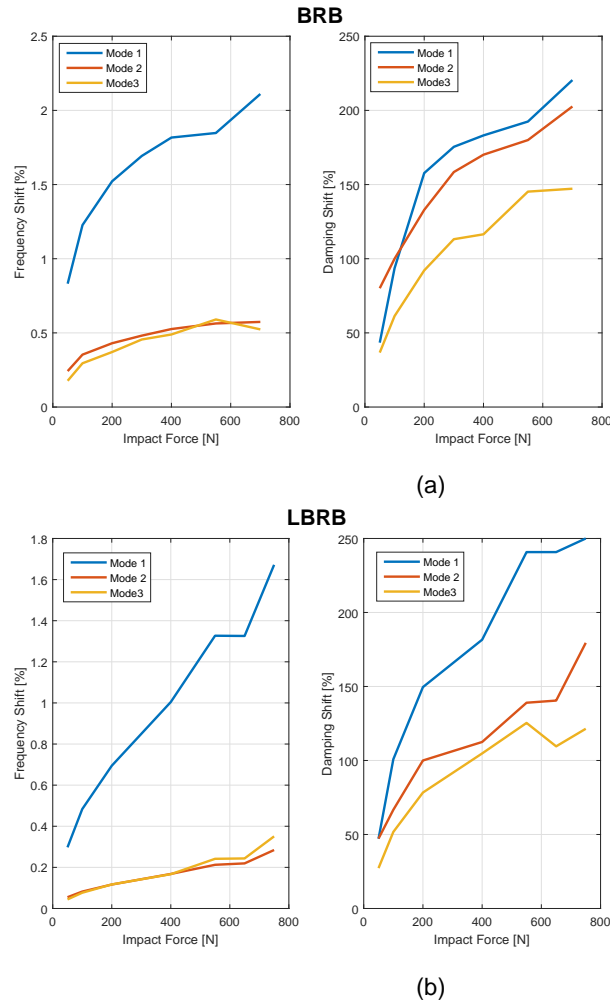 BRB
2.5
2
1.5
1
0.5
0
0 200 400 600 800
Frequency Shift [%]
Impact Force [N]
Mode 1
Mode 2
Mode3
250
200
150
100
50
0
0 200 400 600 800
Damping Shift [%]
Impact Force [N]
Mode 1
Mode 2
Mode3
(a)
LBRB
1.8
1.6
1.4
1.2
1
0.8
0.6
0.4
0.2
0
0 200 400 600 800
Frequency Shift [%]
Impact Force [N]
Mode 1
Mode 2
Mode3
250
200
150
100
50
0
0 200 400 600 800
Damping Shift [%]
Impact Force [N]
Mode 1
Mode 2
Mode3
(b)